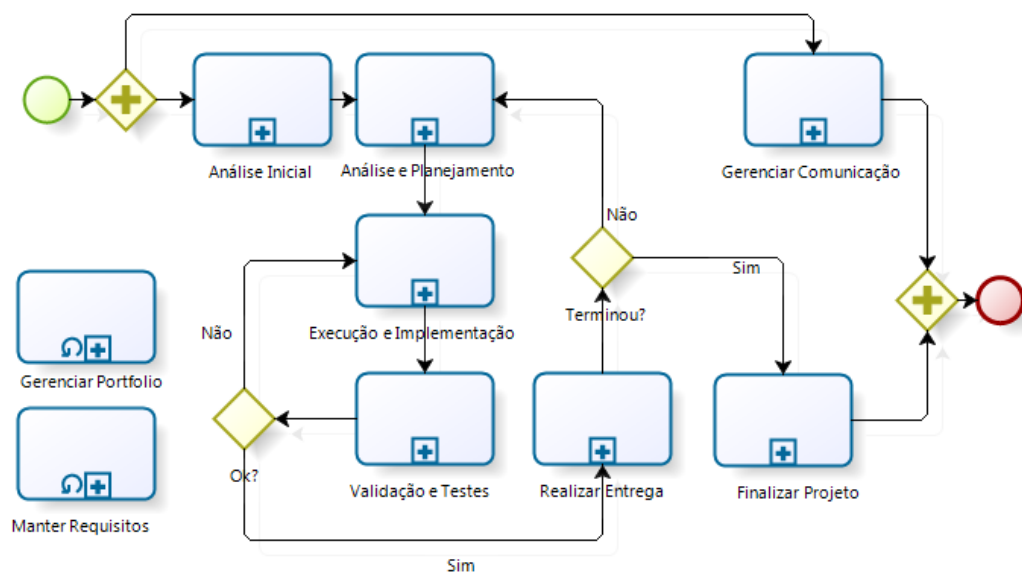 Análise Inicial
Análise e Planejamento
Gerenciar Comunicação
Não
Sim
Terminou?
Não
Execução e Implementação
Gerenciar Portfolio
Ok?
Validação e Testes
Realizar Entrega
Finalizar Projeto
Manter Requisitos
Sim